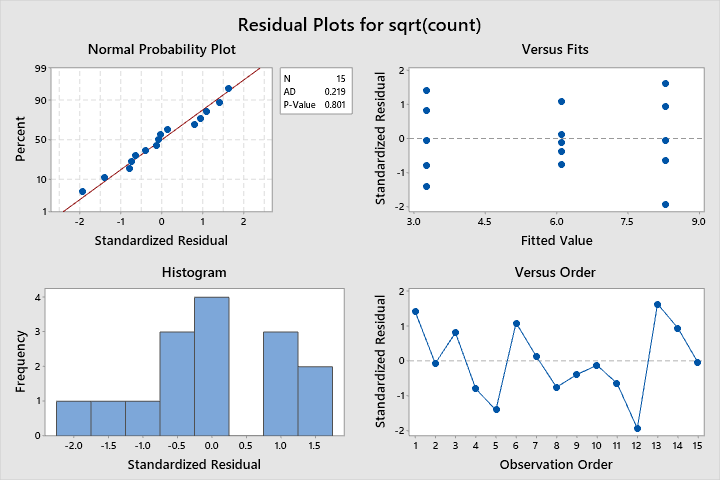 Residual Plots for sqrt(count)
Normal Probability Plot
99
90
50
10
1
Percent
-2 -1 0 1 2
Standardized Residual
N 15
AD 0.219
P-Value 0.801
Versus Fits
2
1
0
-1
-2
Standardized Residual
3.0 4.5 6.0 7.5 9.0
Fitted Value
Histogram
4
3
2
1
0
Frequency
-2.0 -1.5 -1.0 -0.5 0.0 0.5 1.0 1.5
Standardized Residual
Versus Order
2
1
0
-1
-2
Standardized Residual
1 2 3 4 5 6 7 8 9 10 11 12 13 14 15
Observation Order